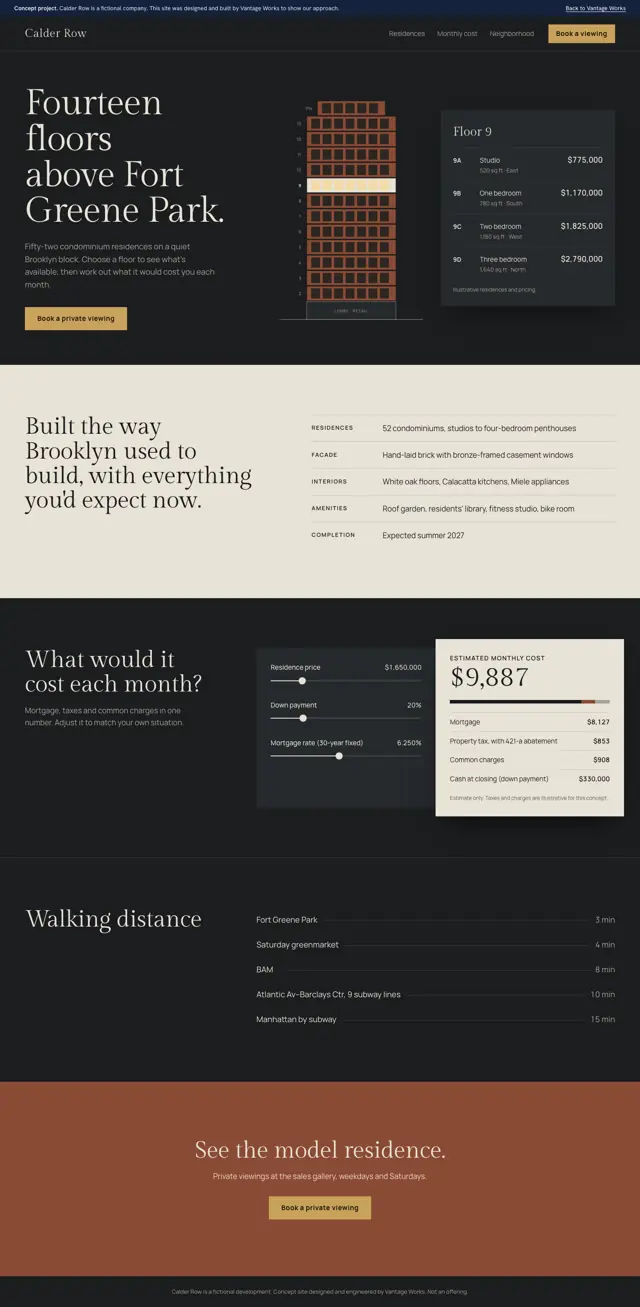 Concept project. Calder Row is a fictional company. This site was designed and built by Vantage Works to show our approach.
Back to Vantage Works
Calder Row
Residences
Monthly cost
Neighborhood
Book a viewing
Fourteen
floors
above Fort
Greene Park.
Fifty-two condominium residences on a quiet
Brooklyn block. Choose a floor to see what's
available, then work out what it would cost you each
month.
Book a private viewing
13
12
11
10
9
8
7
6
5
4
3
2
Floor 9
9A Studio $775,000
520 sq ft · East
9B One bedroom $1,170,000
780 sq ft · South
9C Two bedroom $1,825,000
1,180 sq ft · West
9D Three bedroom $2,790,000
1,640 sq ft · North
Illustrative residences and pricing.
Built the way
Brooklyn used to
build, with everything
you'd expect now.
RESIDENCES 52 condominiums, studios to four-bedroom penthouses
FACADE Hand-laid brick with bronze-framed casement windows
INTERIORS White oak floors, Calacatta kitchens, Miele appliances
AMENITIES Roof garden, residents' library, fitness studio, bike room
COMPLETION Expected summer 2027
What would it
cost each month?
Mortgage, taxes and common charges in one
number. Adjust it to match your own situation.
Residence price $1,650,000
Down payment 20%
Mortgage rate (30-year fixed) 6.250%
ESTIMATED MONTHLY COST
$9,887
Mortgage $8,127
Property tax, with 421-a abatement $853
Common charges $908
Cash at closing (down payment) $330,000
Estimate only. Taxes and charges are illustrative for this concept.
Walking distance
Fort Greene Park 3 min
Saturday greenmarket 4 min
BAM 8 min
Atlantic Av–Barclays Ctr, 9 subway lines 10 min
Manhattan by subway 15 min
See the model residence.
Private viewings at the sales gallery, weekdays and Saturdays.
Book a private viewing
Calder Row is a fictional development. Concept site designed and engineered by Vantage Works. Not an offering.